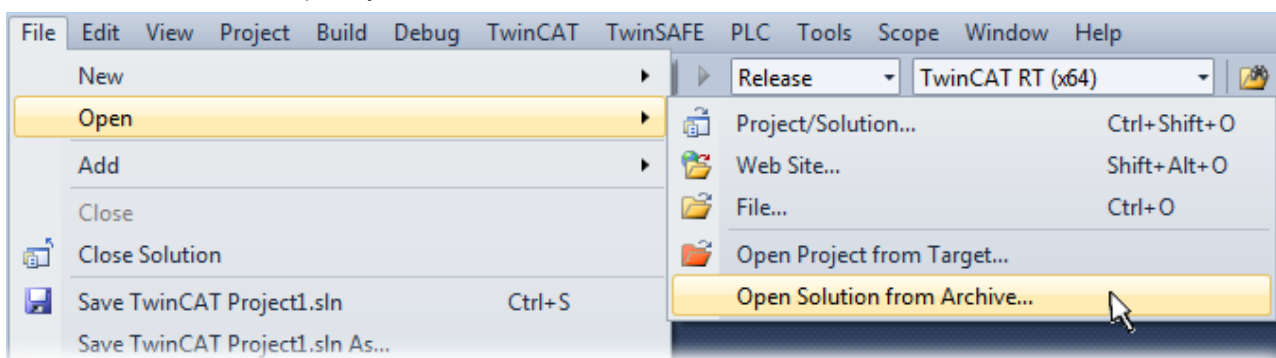 File Edit View Project Build Debug TwinCAT TwinSAFE PLC Tools Scope Window Help
New
Release TwinCAT RT (x64)
Open
Project/Solution... Ctrl+Shift+O
Add
Web Site... Shift+Alt+O
Close
File... Ctrl+O
Close Solution
Open Project from Target...
Save TwinCAT Project1.sln Ctrl+S
Open Solution from Archive...
Save TwinCAT Project1.sln As...